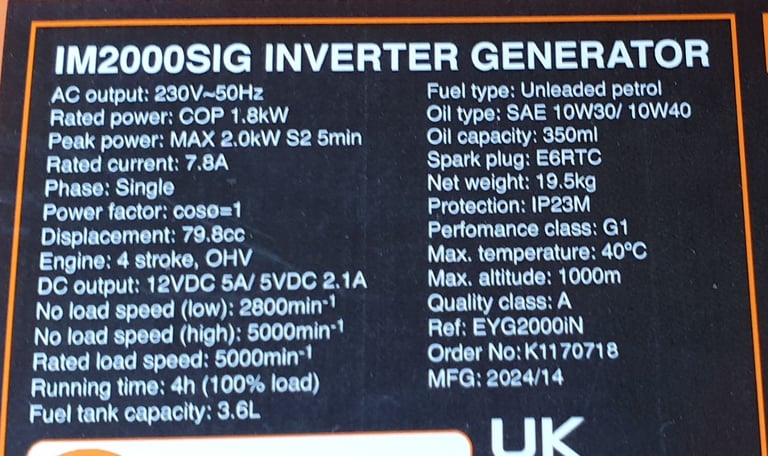 IM2000SIG INVERTER GENERATOR
AC output: 230V~50Hz
Rated power: COP 1.8kW
Peak power: MAX 2.0kW S2 5min
Rated current: 7.8A
Phase: Single
Power factor: cosø=1
Displacement: 79.8cc
Engine: 4 stroke, OHV
DC output: 12VDC 5A/ 5VDC 2.1A
No load speed (low): 2800min⁻¹
No load speed (high): 5000min⁻¹
Rated load speed: 5000min⁻¹
Running time: 4h (100% load)
Fuel tank capacity: 3.6L
Fuel type: Unleaded petrol
Oil type: SAE 10W30/ 10W40
Oil capacity: 350ml
Spark plug: E6RTC
Net weight: 19.5kg
Protection: IP23M
Perfomance class: G1
Max. temperature: 40°C
Max. altitude: 1000m
Quality class: A
Ref: EYG2000iN
Order No: K1170718
MFG: 2024/14
UK